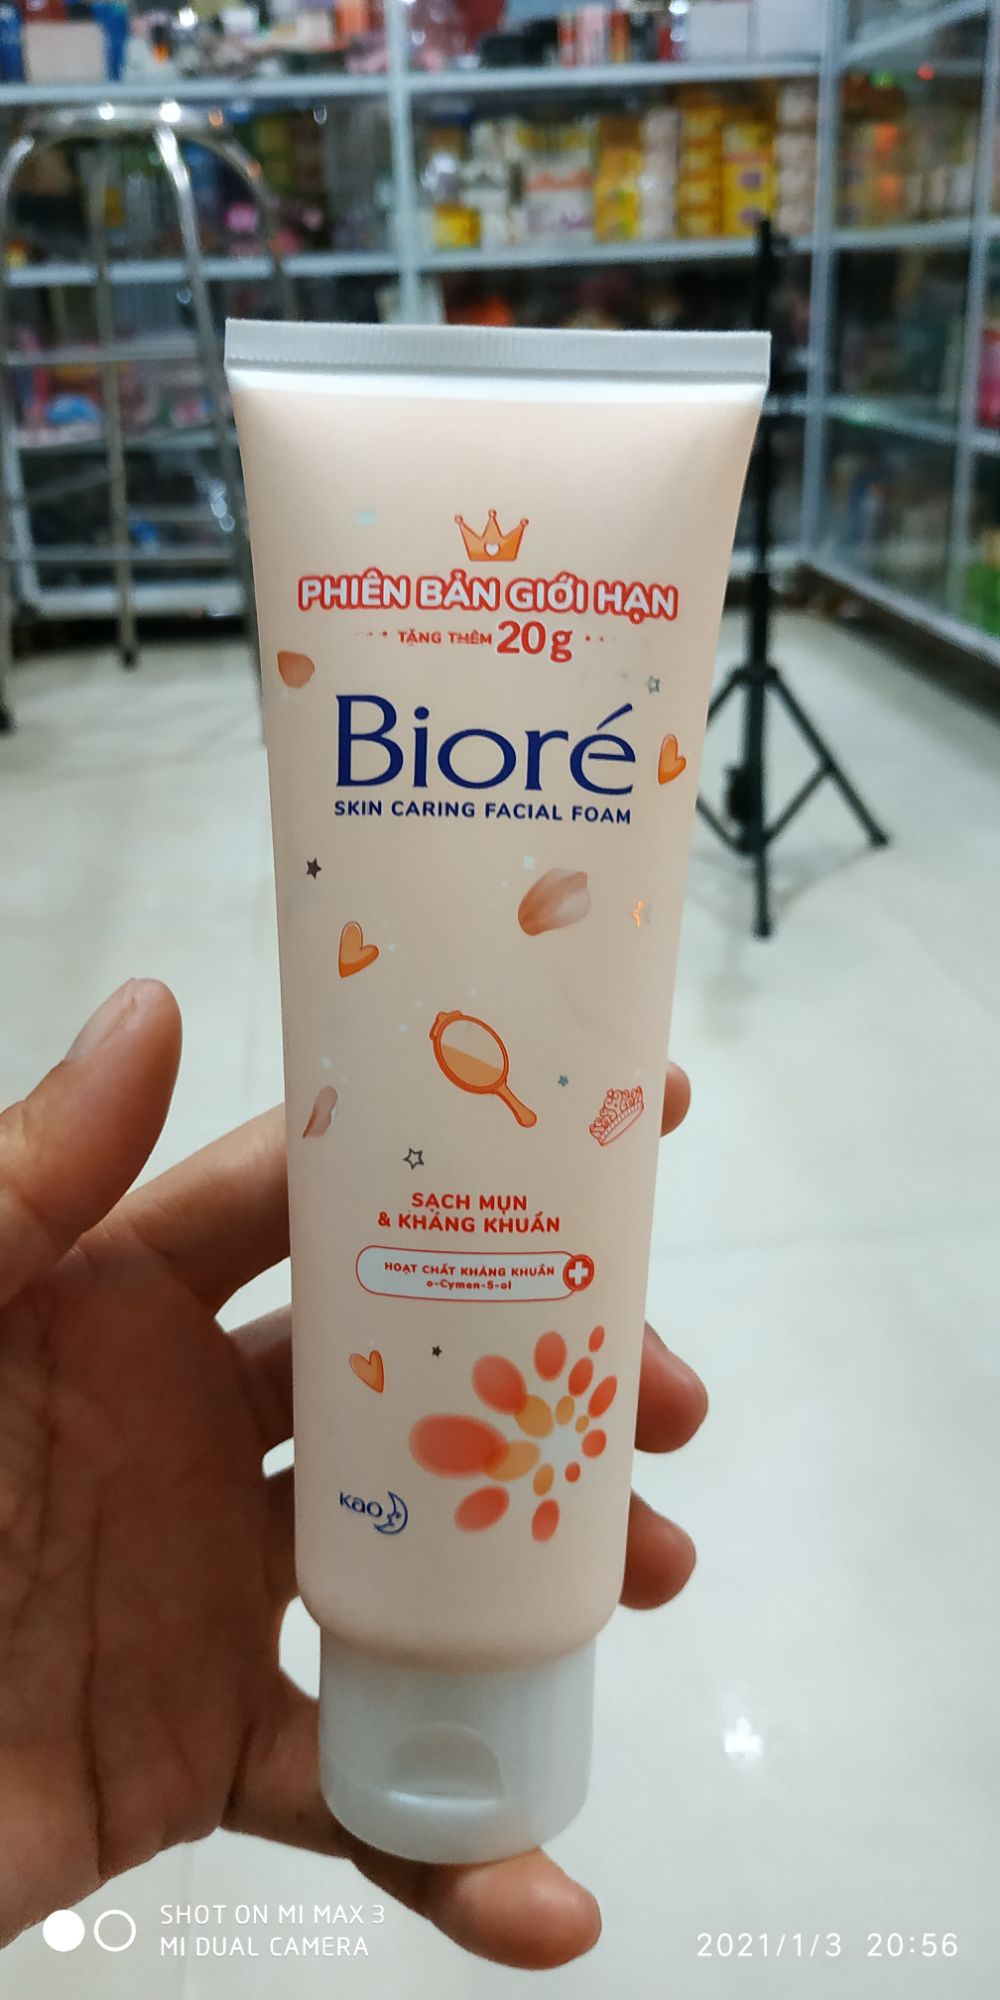 PHIÊN BẢN GIỚI HẠN
TẶNG THÊM 20g
Bioré
SKIN CARING FACIAL FOAM
SẠCH MỤN
& KHÁNG KHUẨN
HOẠT CHẤT KHÁNG KHUẨN
o-Cymen-5-ol
Kao
SHOT ON MI MAX 3
MI DUAL CAMERA
2021/1/3 20:56